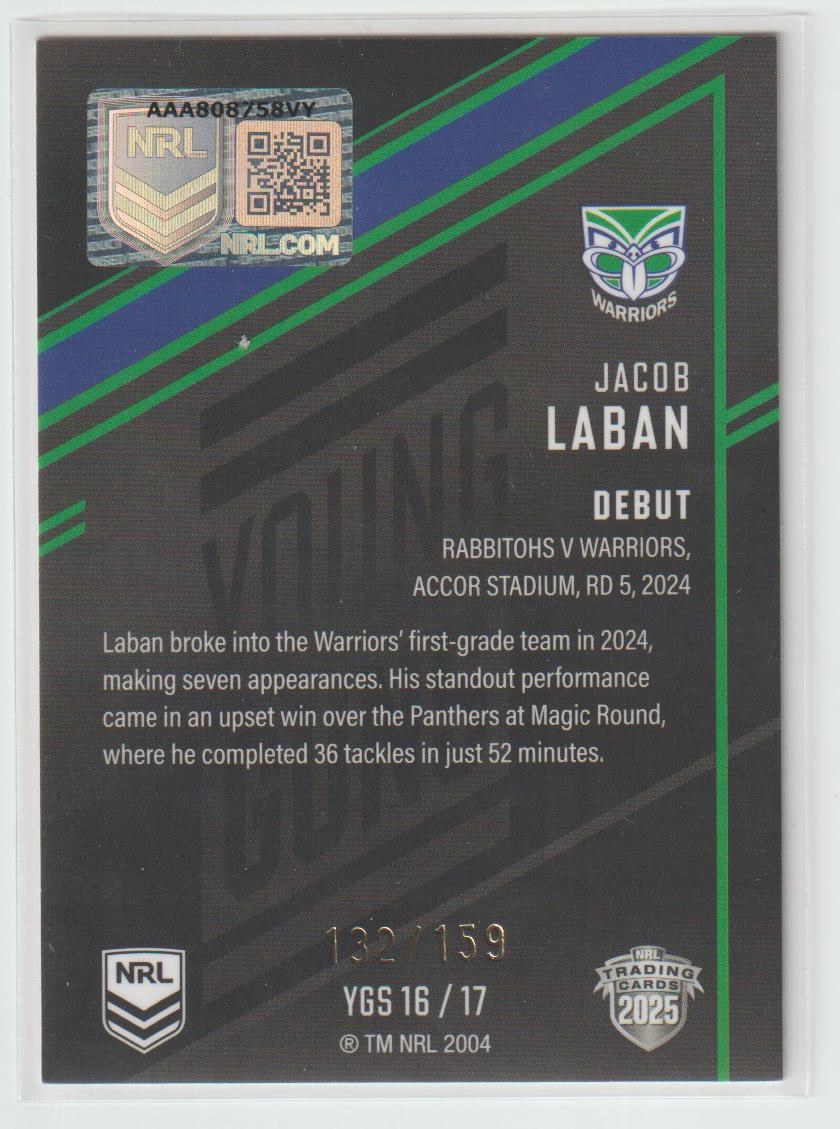 AAA808758VY
NRL
NRL.COM
WARRIORS
JACOB
LABAN
DEBUT
RABBITOHS V WARRIORS,
ACCOR STADIUM, RD 5, 2024
YOUNG
GUNS
Laban broke into the Warriors' first-grade team in 2024,
making seven appearances. His standout performance
came in an upset win over the Panthers at Magic Round,
where he completed 36 tackles in just 52 minutes.
132/159
NRL
YGS 16 / 17
® TM NRL 2004
NRL
TRADING
CARDS
2025